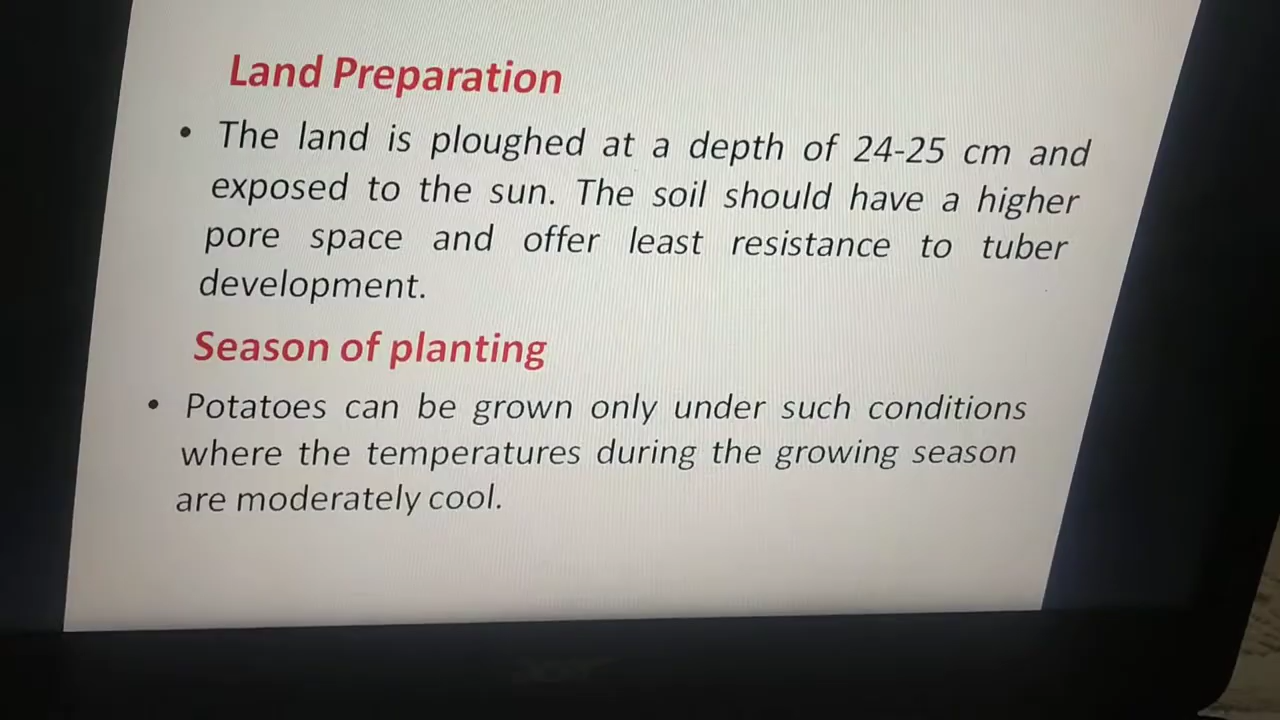 Land Preparation
• The land is ploughed at a depth of 24-25 cm and
exposed to the sun. The soil should have a higher
pore space and offer least resistance to tuber
development.
Season of planting
• Potatoes can be grown only under such conditions
where the temperatures during the growing season
are moderately cool.